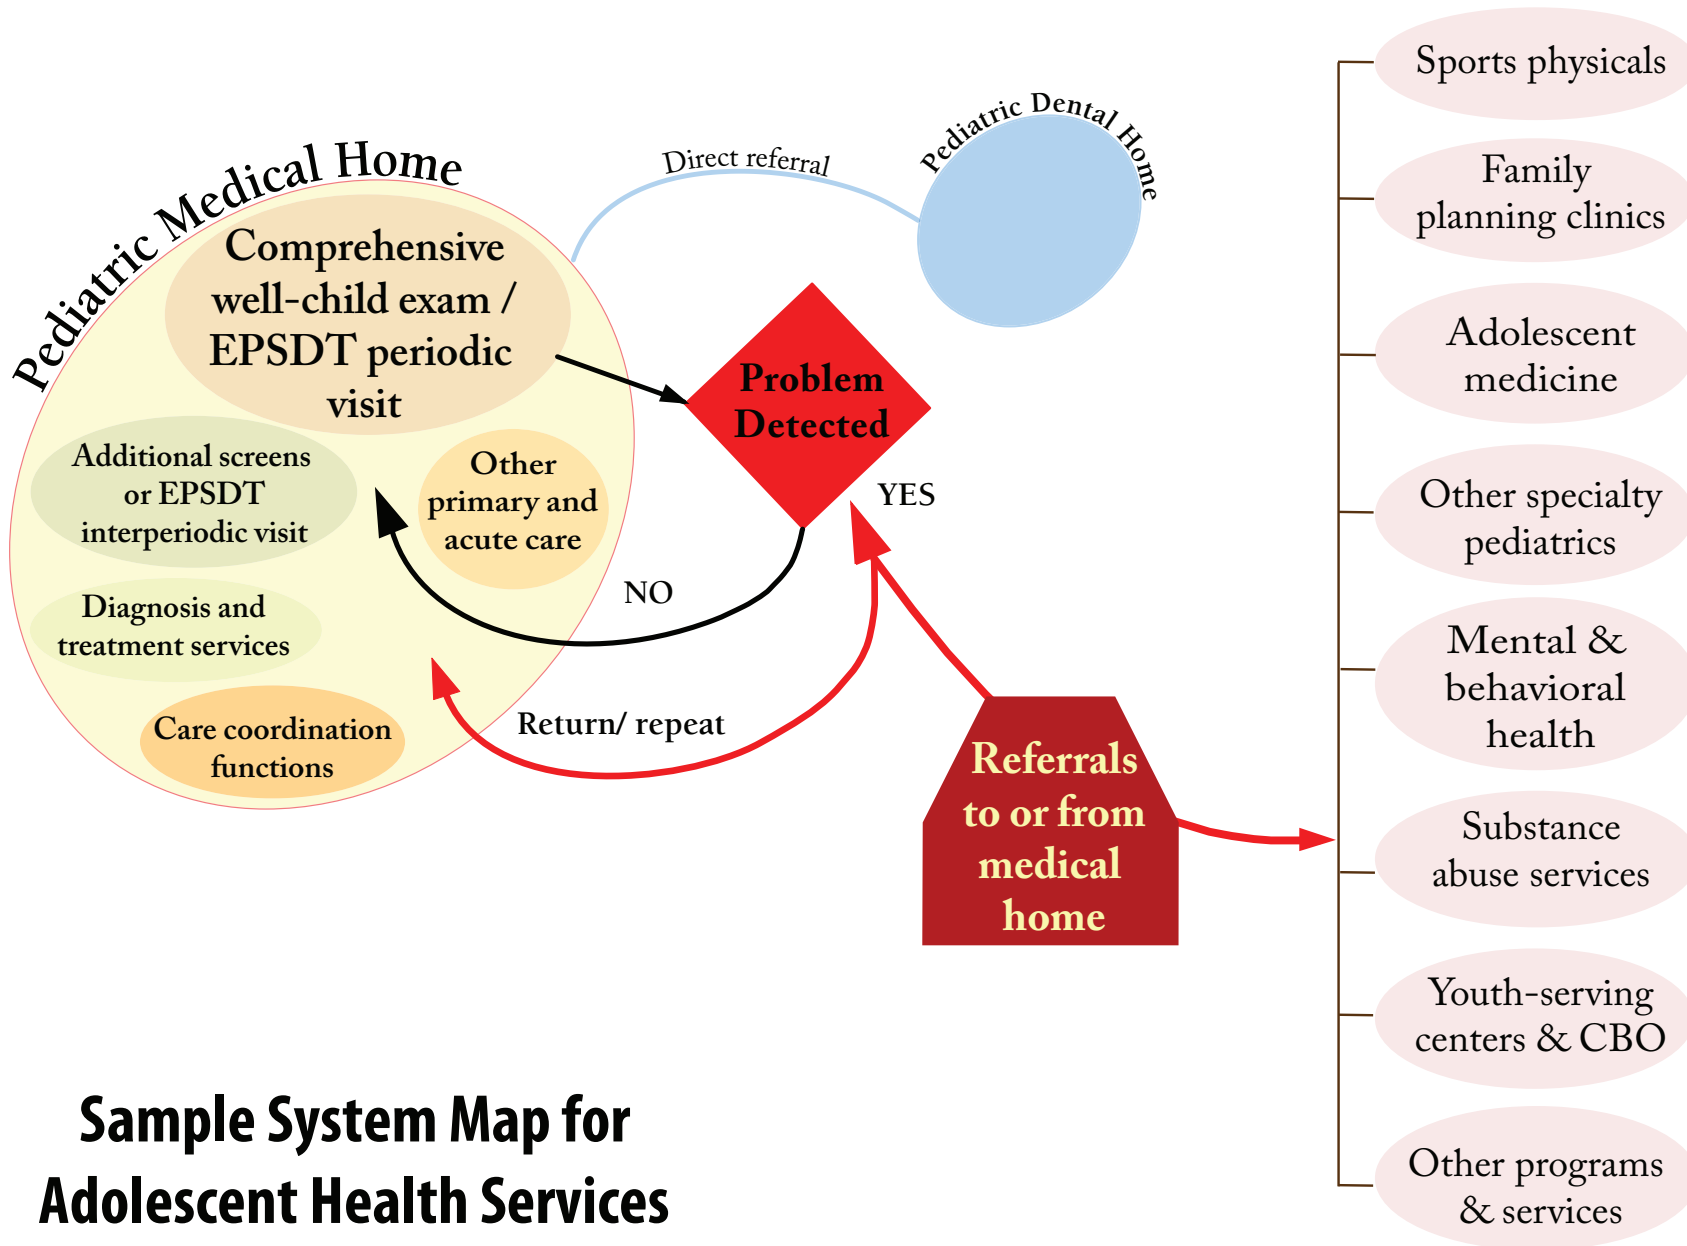 Pediatric Medical Home
Comprehensive
well-child exam /
EPSDT periodic
visit
Additional screens
or EPSDT
interperiodic visit
Other
primary and
acute care
Diagnosis and
treatment services
Care coordination
functions
Direct referral
Pediatric Dental Home
Problem
Detected
YES
NO
Return/ repeat
Referrals
to or from
medical
home
Sports physicals
Family
planning clinics
Adolescent
medicine
Other specialty
pediatrics
Mental &
behavioral
health
Substance
abuse services
Youth-serving
centers & CBO
Other programs
& services
Sample System Map for
Adolescent Health Services